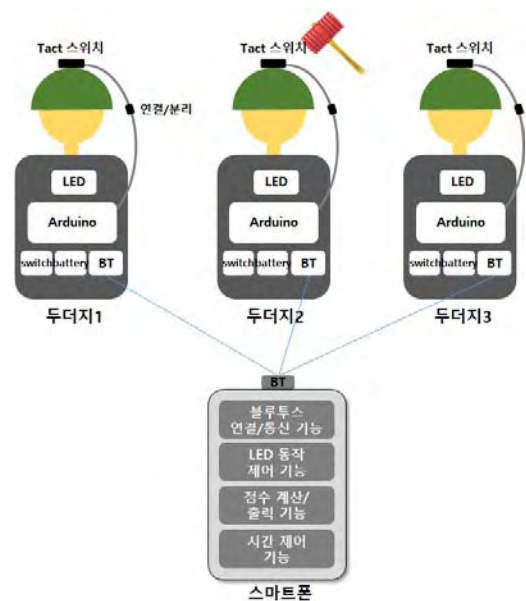 Tact 스위치
Tact 스위치
Tact 스위치
연결/분리
LED
LED
LED
Arduino
Arduino
Arduino
switch battery BT
switch battery BT
switch battery BT
두더지1
두더지2
두더지3
BT
블루투스
연결/통신 기능
LED 동작
제어 기능
점수 계산/
출력 기능
시간 제어
기능
스마트폰